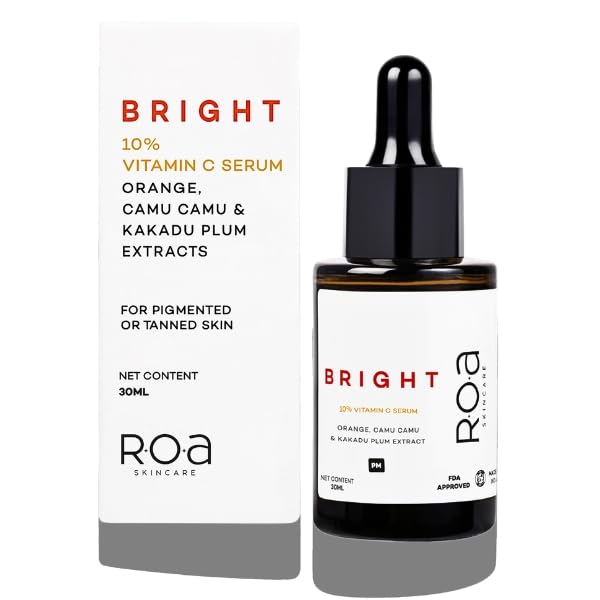 BRIGHT
10%
VITAMIN C SERUM
ORANGE,
CAMU CAMU &
KAKADU PLUM
EXTRACTS
FOR PIGMENTED
OR TANNED SKIN
NET CONTENT
30ML
R·O·a
SKINCARE
BRIGHT
10% VITAMIN C SERUM
ORANGE, CAMU CAMU
& KAKADU PLUM EXTRACT
PM
NET CONTENT
30ML
FDA
APPROVED
R·O·a
SKINCARE